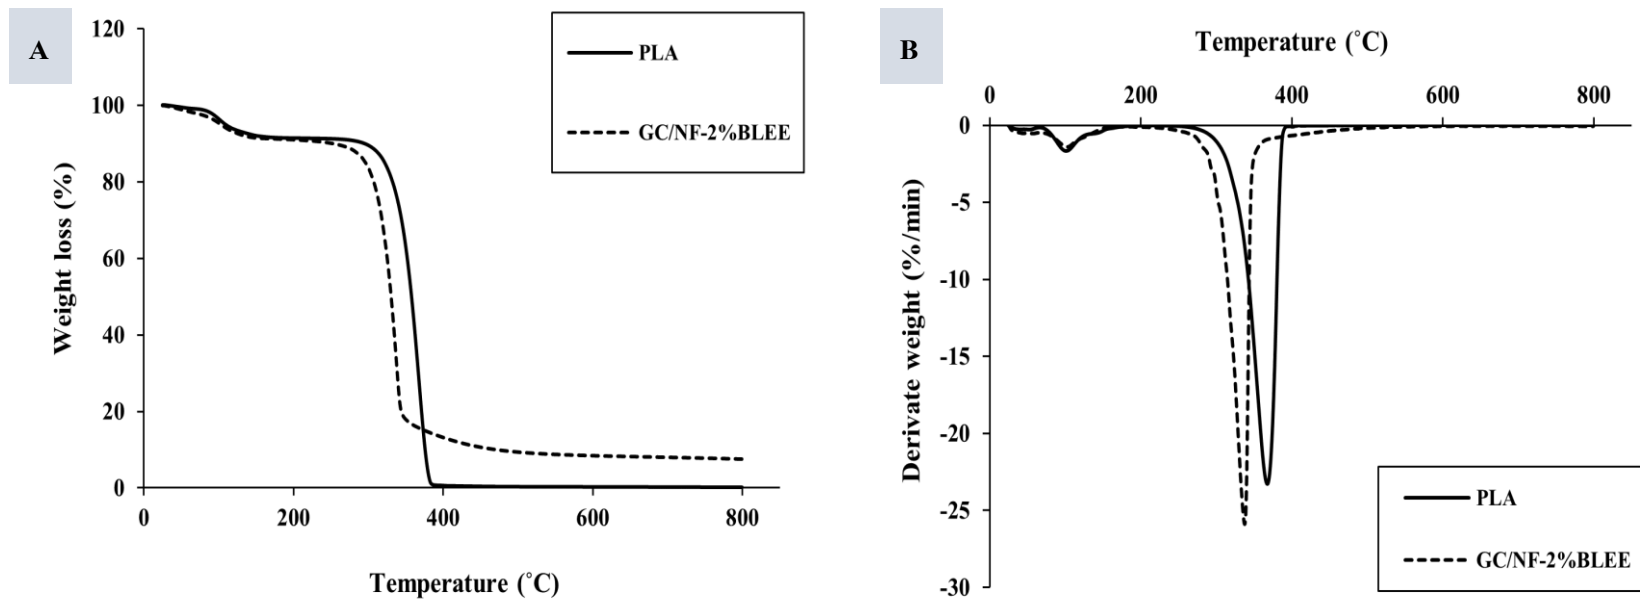 A
120
100
80
60
40
20
0
Weight loss (%)
0 200 400 600 800
Temperature (˚C)
PLA
GC/NF-2%BLEE
B
Temperature (˚C)
0 200 400 600 800
0
-5
-10
-15
-20
-25
-30
Derivate weight (%/min)
PLA
GC/NF-2%BLEE